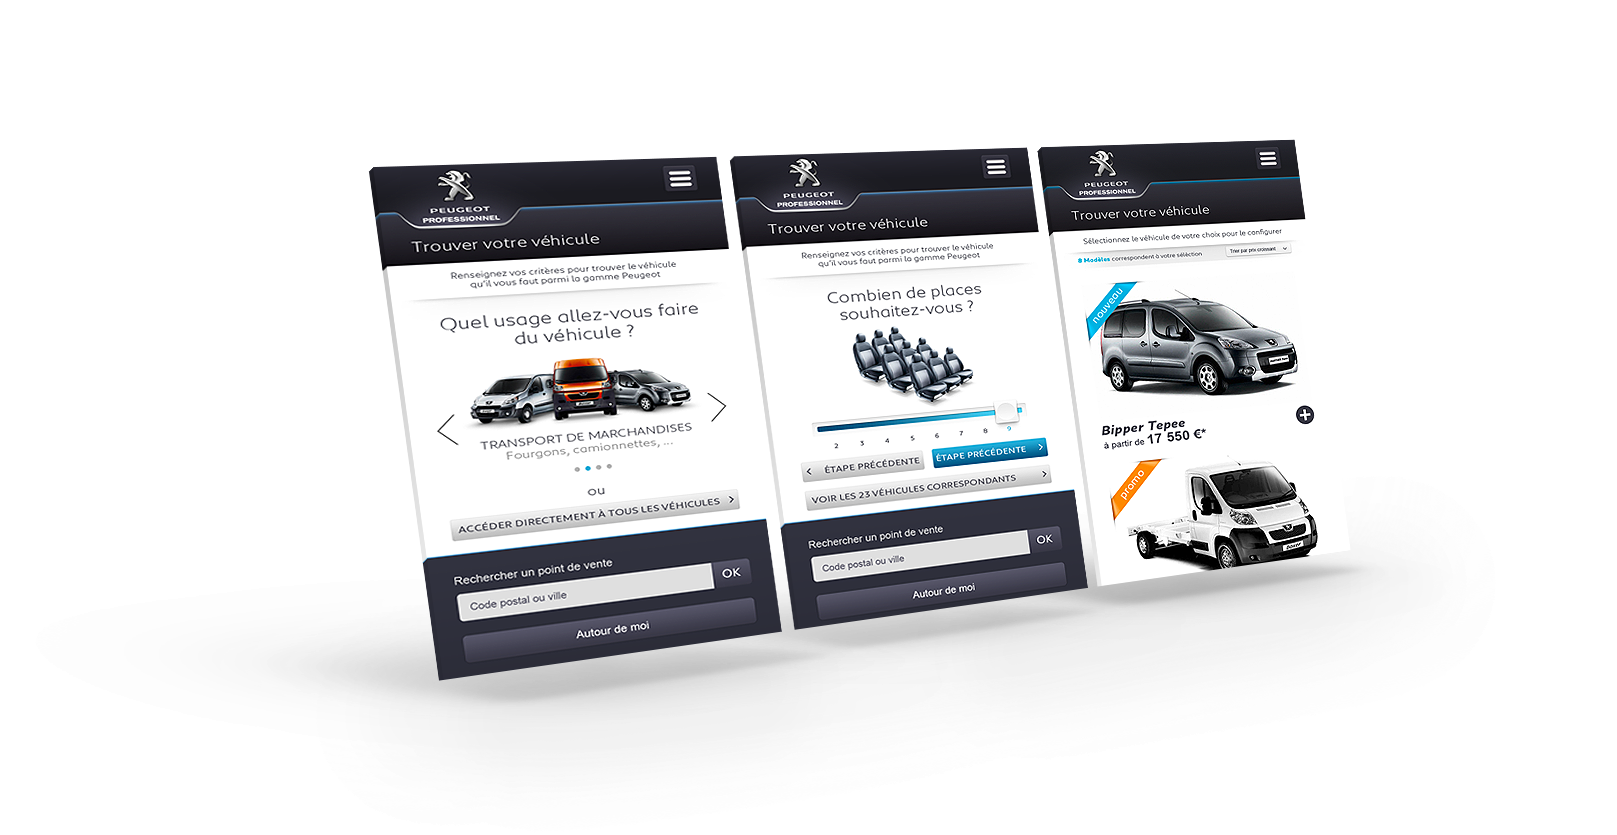 PEUGEOT
PROFESSIONNEL
Trouver votre véhicule
Renseignez vos critères pour trouver le véhicule
qu'il vous faut parmi la gamme Peugeot
Quel usage allez-vous faire
du véhicule ?
TRANSPORT DE MARCHANDISES
Fourgons, camionnettes, ...
ou
ACCÉDER DIRECTEMENT À TOUS LES VÉHICULES
Rechercher un point de vente
Code postal ou ville
OK
Autour de moi
PEUGEOT
PROFESSIONNEL
Trouver votre véhicule
Renseignez vos critères pour trouver le véhicule
qu'il vous faut parmi la gamme Peugeot
Combien de places
souhaitez-vous ?
2 3 4 5 6 7 8 9
ÉTAPE PRÉCÉDENTE
ÉTAPE PRÉCÉDENTE
VOIR LES 23 VÉHICULES CORRESPONDANTS
Rechercher un point de vente
Code postal ou ville
OK
Autour de moi
PEUGEOT
PROFESSIONNEL
Trouver votre véhicule
Sélectionnez le véhicule de votre choix pour le configurer
8 Modèles correspondent à votre séléction
Trier par prix croissant
nouveau
Bipper Tepee
à partir de 17 550 €*
promo
Boxer